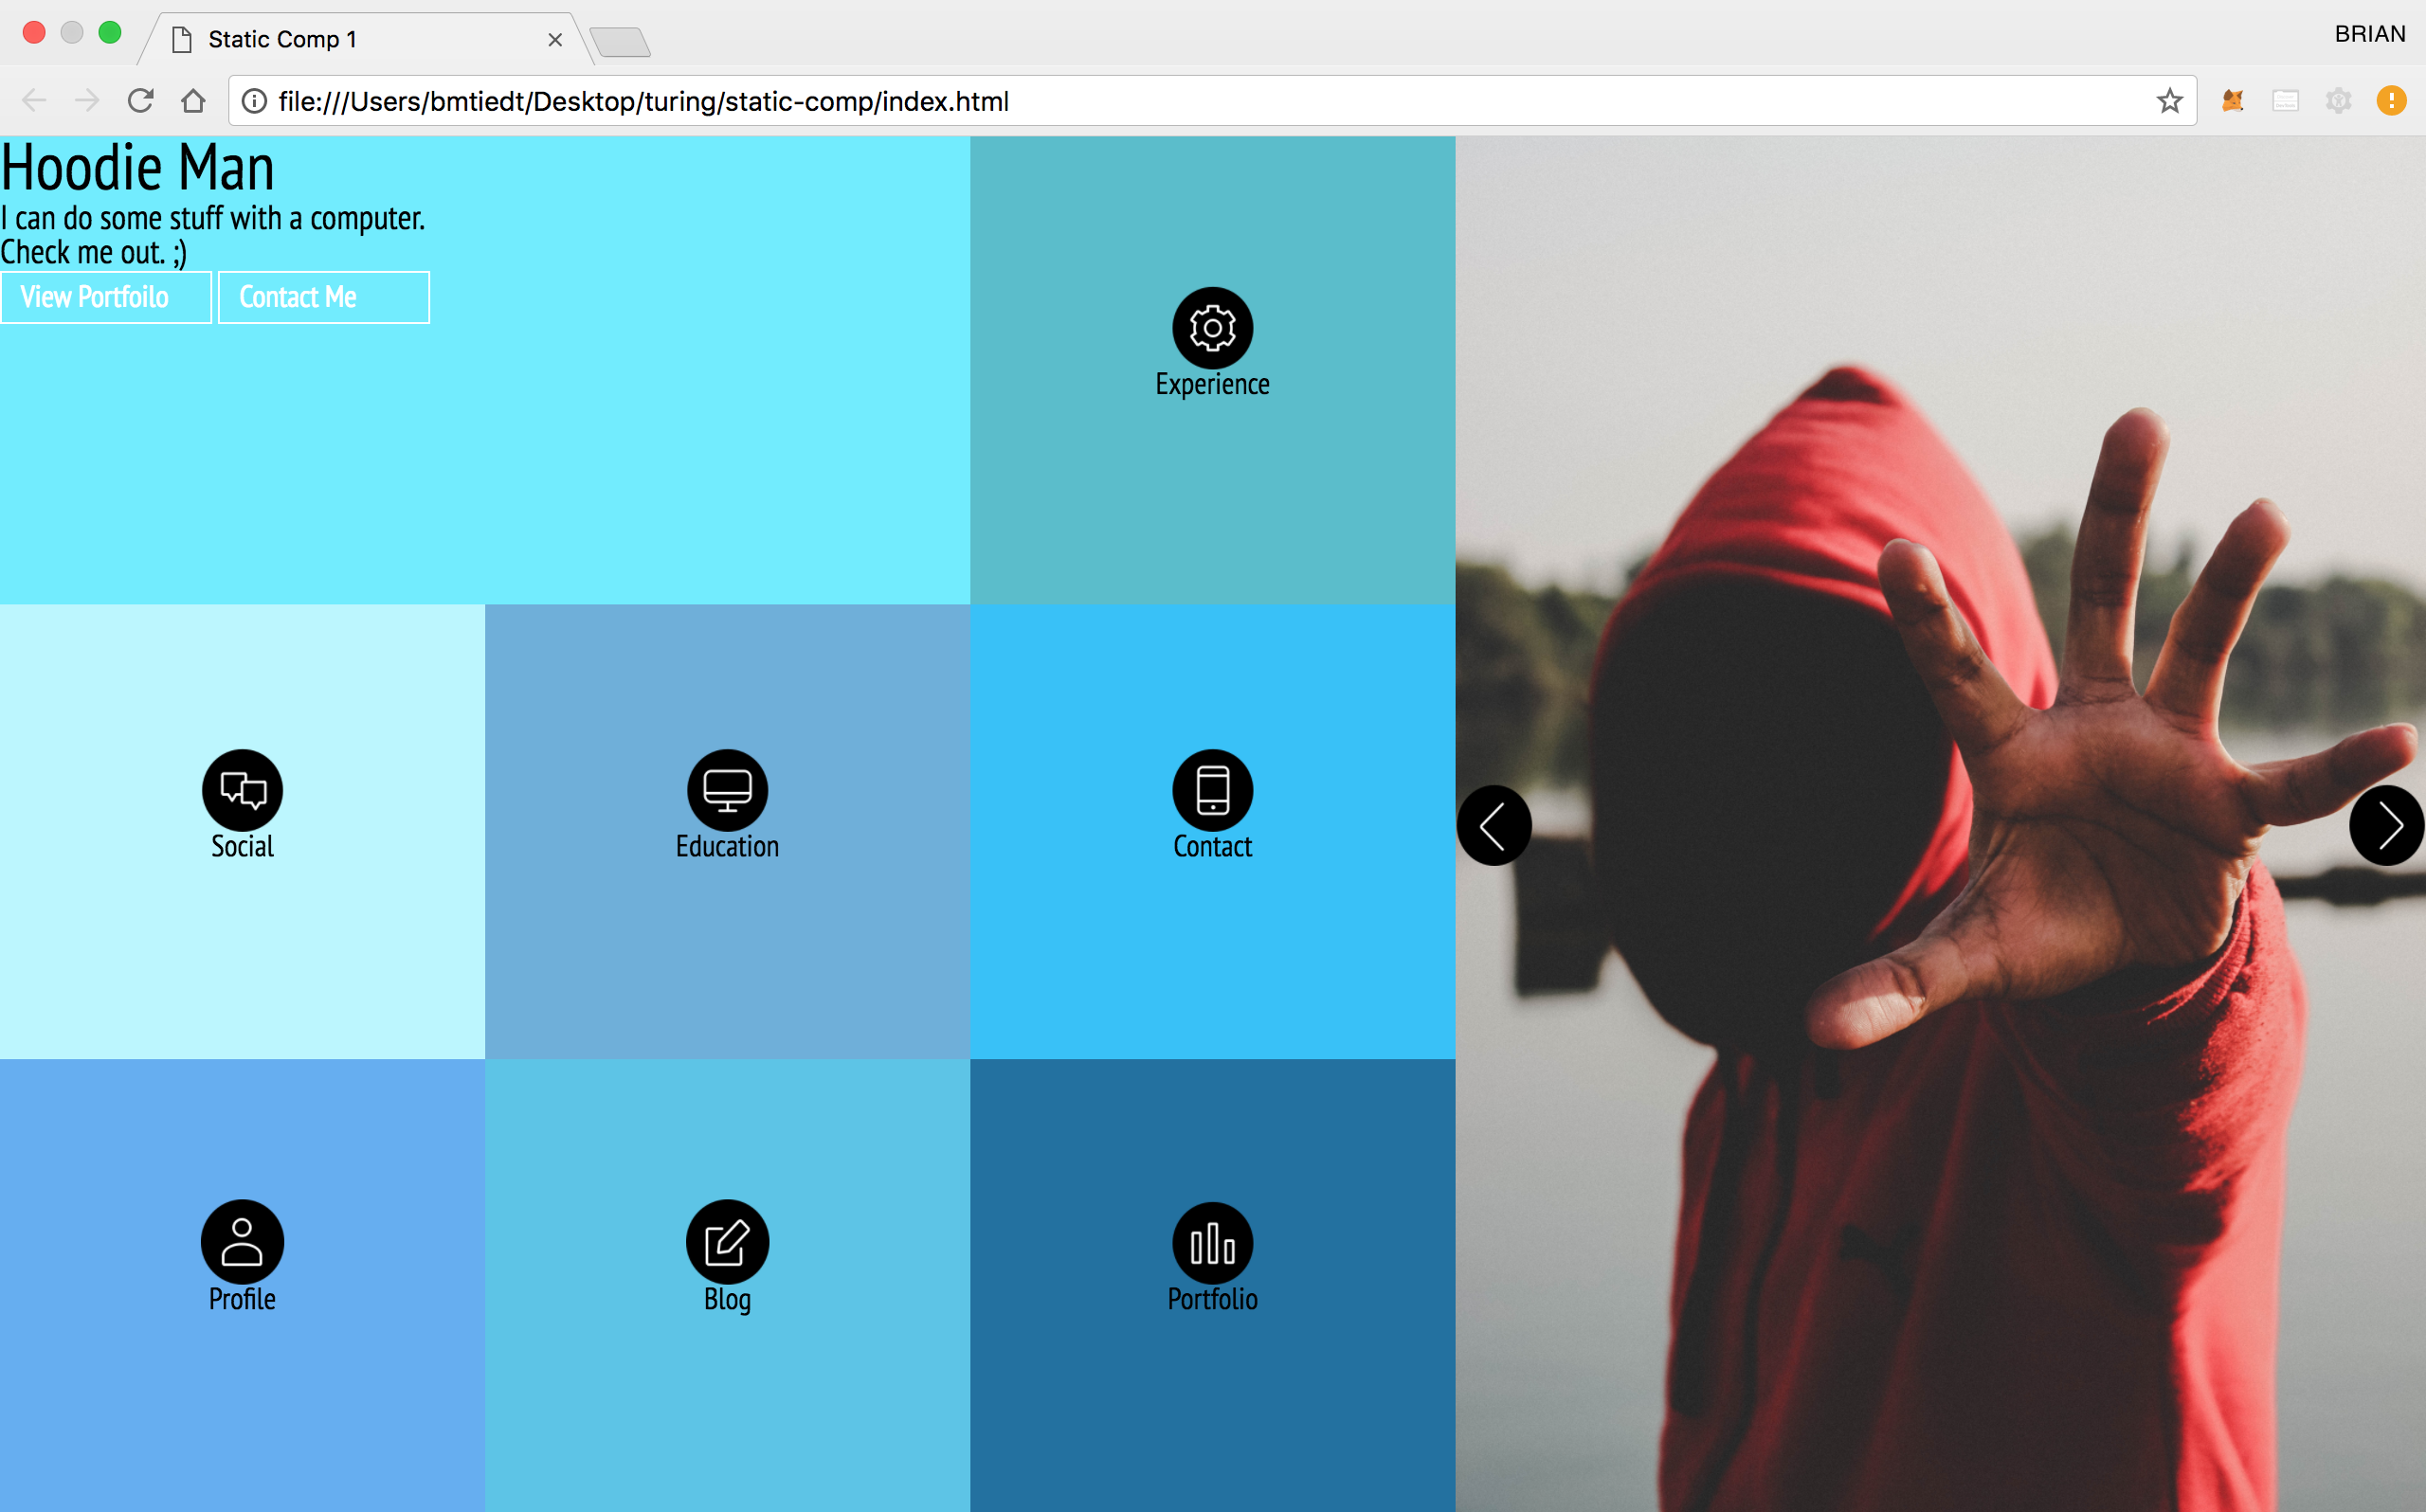 Static Comp 1
BRIAN
file:///Users/bmtiedt/Desktop/turing/static-comp/index.html
Hoodie Man
I can do some stuff with a computer.
Check me out. ;)
View Portfoilo
Contact Me
Experience
Social
Education
Contact
Profile
Blog
Portfolio